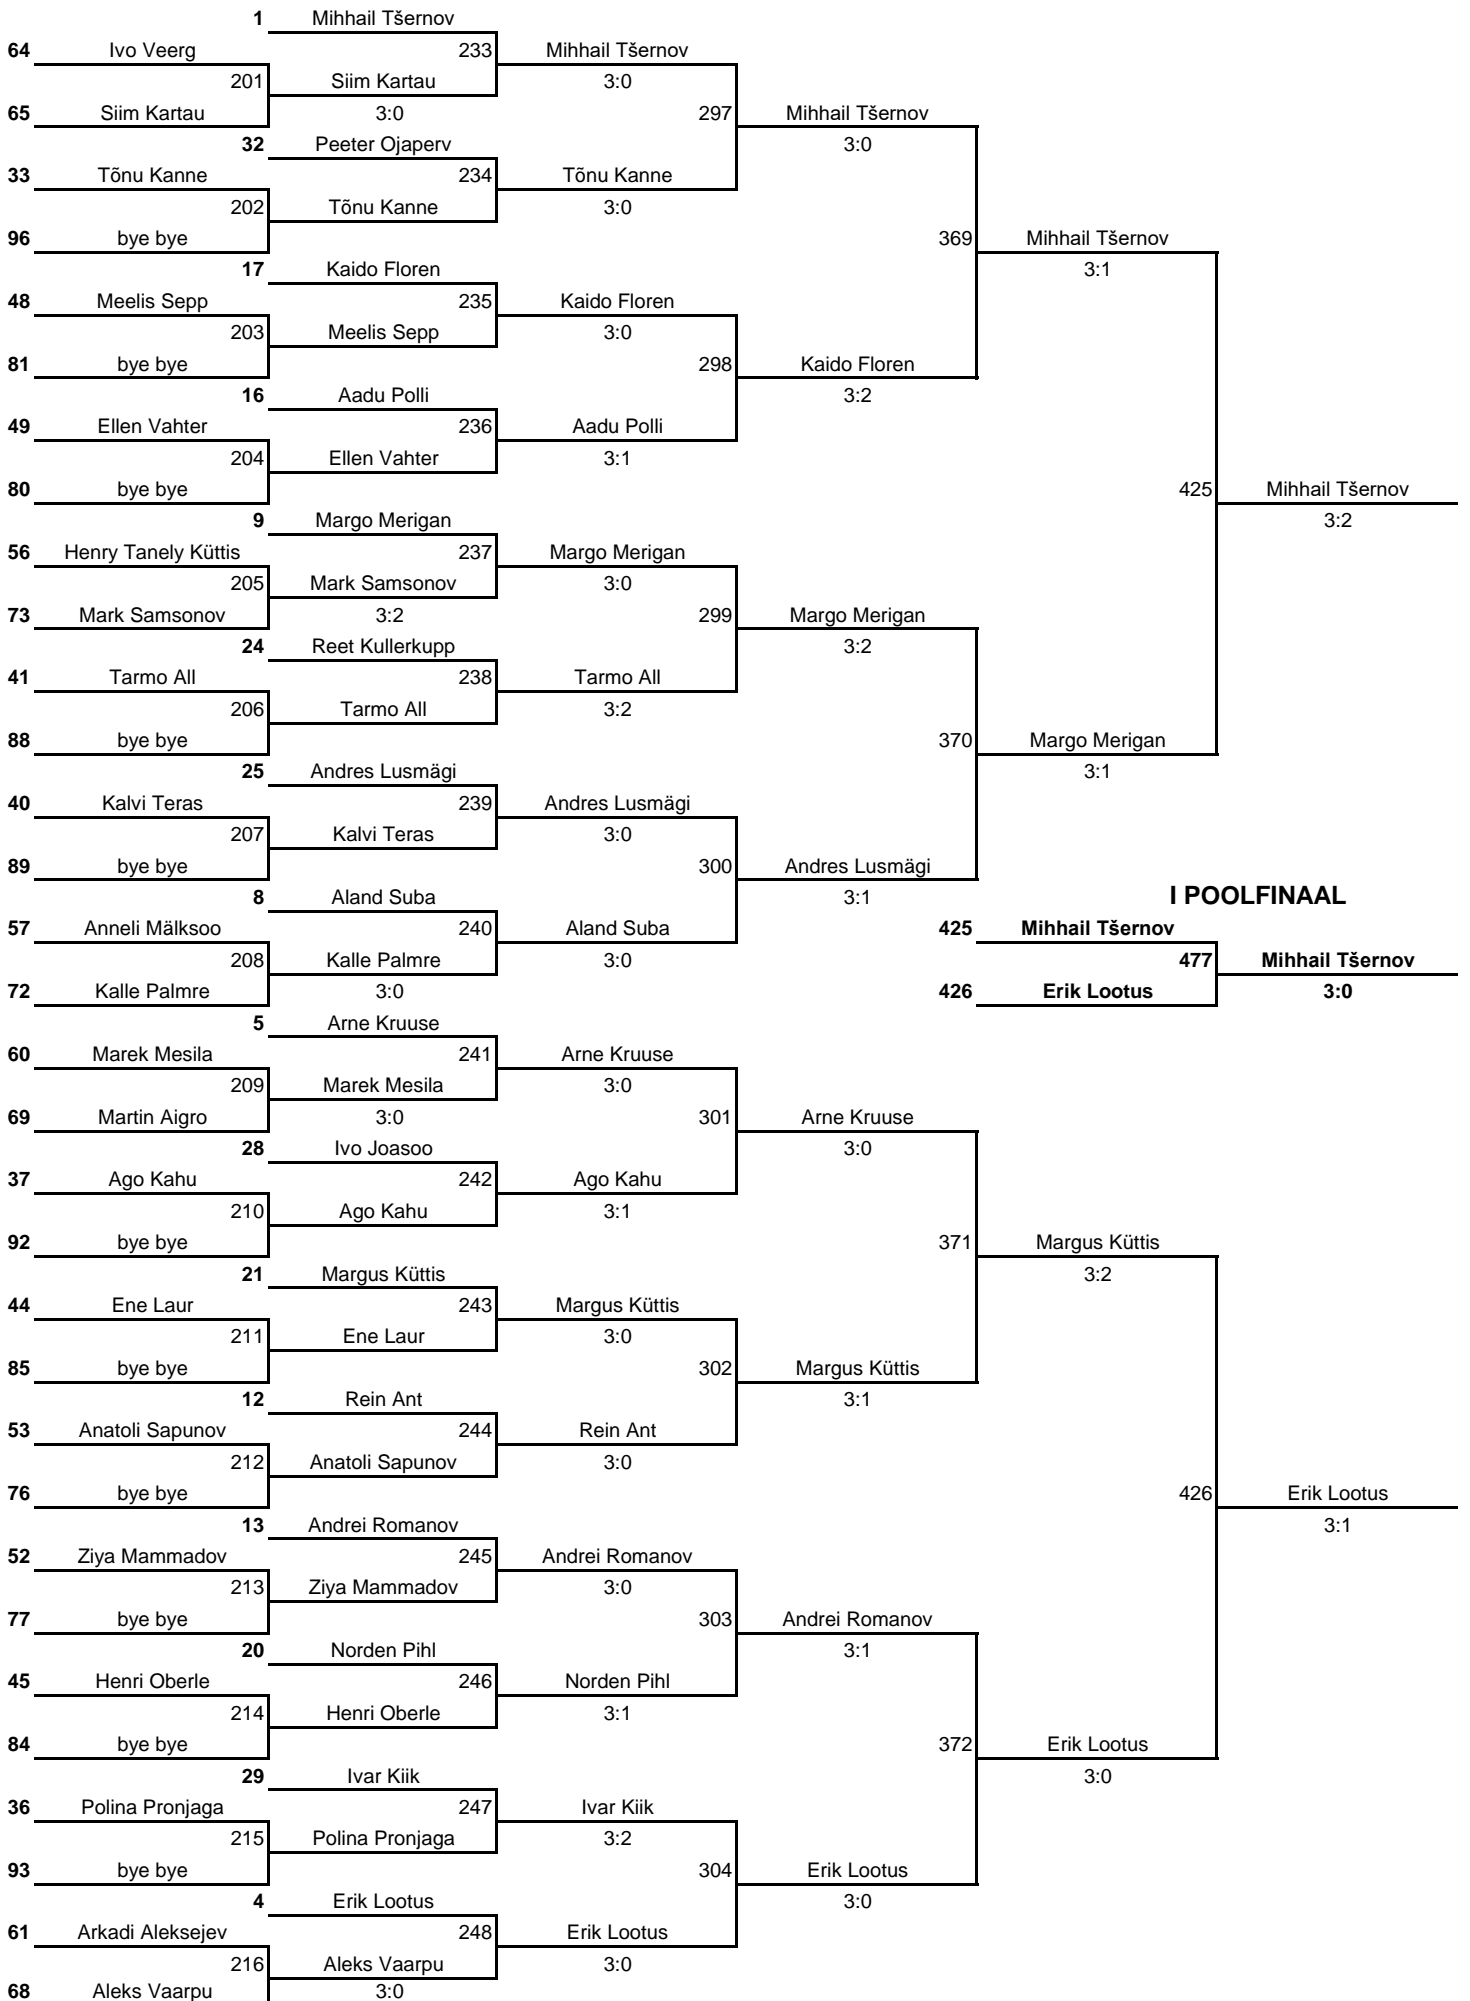 1 Mihhail Tšernov
64 Ivo Veerg 233 Mihhail Tšernov
201 Siim Kartau 3:0
65 Siim Kartau 3:0 297 Mihhail Tšernov
32 Peeter Ojaperv 3:0
33 Tõnu Kanne 234 Tõnu Kanne
202 Tõnu Kanne 3:0
96 bye bye 369 Mihhail Tšernov
17 Kaido Floren 3:1
48 Meelis Sepp 235 Kaido Floren
203 Meelis Sepp 3:0
81 bye bye 298 Kaido Floren
16 Aadu Polli 3:2
49 Ellen Vahter 236 Aadu Polli
204 Ellen Vahter 3:1
80 bye bye 425 Mihhail Tšernov
9 Margo Merigan 3:2
56 Henry Tanely Küttis 237 Margo Merigan
205 Mark Samsonov 3:0
73 Mark Samsonov 3:2 299 Margo Merigan
24 Reet Kullerkupp 3:2
41 Tarmo All 238 Tarmo All
206 Tarmo All 3:2
88 bye bye 370 Margo Merigan
25 Andres Lusmägi 3:1
40 Kalvi Teras 239 Andres Lusmägi
207 Kalvi Teras 3:0
89 bye bye 300 Andres Lusmägi
8 Aland Suba 3:1 I POOLFINAAL
57 Anneli Mälksoo 240 Aland Suba 425 Mihhail Tšernov
208 Kalle Palmre 3:0 477 Mihhail Tšernov
72 Kalle Palmre 3:0 426 Erik Lootus 3:0
5 Arne Kruuse
60 Marek Mesila 241 Arne Kruuse
209 Marek Mesila 3:0
69 Martin Aigro 3:0 301 Arne Kruuse
28 Ivo Joasoo 3:0
37 Ago Kahu 242 Ago Kahu
210 Ago Kahu 3:1
92 bye bye 371 Margus Küttis
21 Margus Küttis 3:2
44 Ene Laur 243 Margus Küttis
211 Ene Laur 3:0
85 bye bye 302 Margus Küttis
12 Rein Ant 3:1
53 Anatoli Sapunov 244 Rein Ant
212 Anatoli Sapunov 3:0
76 bye bye 426 Erik Lootus
13 Andrei Romanov 3:1
52 Ziya Mammadov 245 Andrei Romanov
213 Ziya Mammadov 3:0
77 bye bye 303 Andrei Romanov
20 Norden Pihl 3:1
45 Henri Oberle 246 Norden Pihl
214 Henri Oberle 3:1
84 bye bye 372 Erik Lootus
29 Ivar Kiik 3:0
36 Polina Pronjaga 247 Ivar Kiik
215 Polina Pronjaga 3:2
93 bye bye 304 Erik Lootus
4 Erik Lootus 3:0
61 Arkadi Aleksejev 248 Erik Lootus
216 Aleks Vaarpu 3:0
68 Aleks Vaarpu 3:0